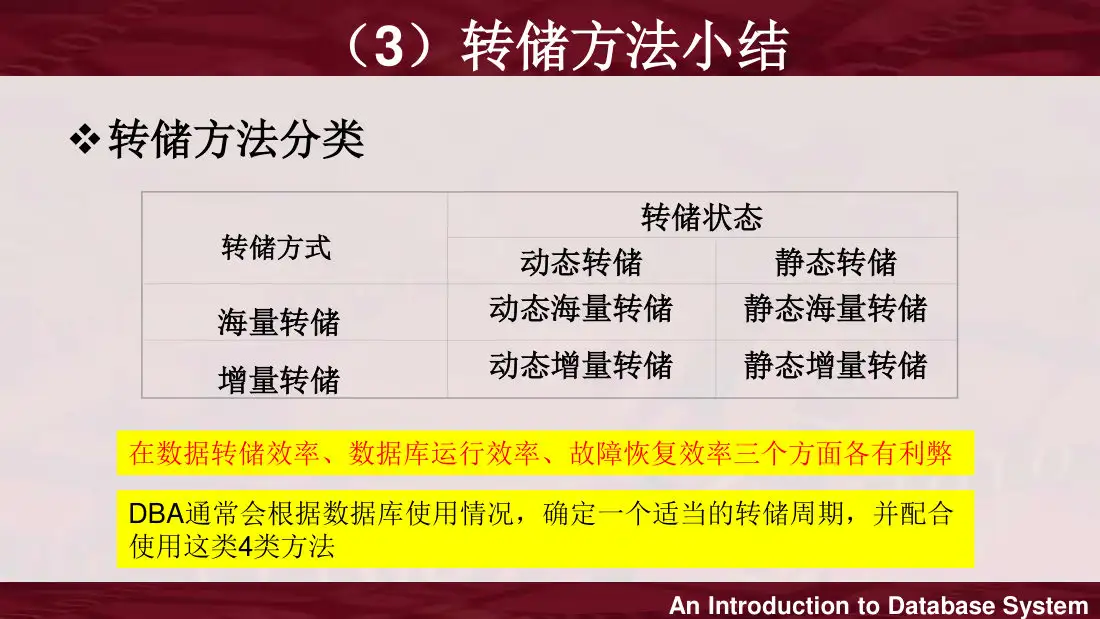 （3）转储方法小结
❖转储方法分类
转储方式
转储状态
动态转储 静态转储
海量转储 动态海量转储 静态海量转储
增量转储 动态增量转储 静态增量转储
在数据转储效率、数据库运行效率、故障恢复效率三个方面各有利弊
DBA通常会根据数据库使用情况，确定一个适当的转储周期，并配合
使用这类4类方法
An Introduction to Database System